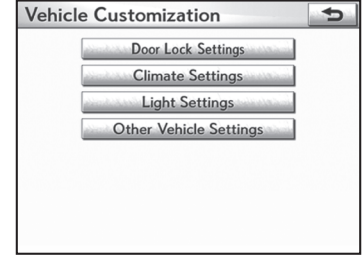 Vehicle Customization
Door Lock Settings
Climate Settings
Light Settings
Other Vehicle Settings